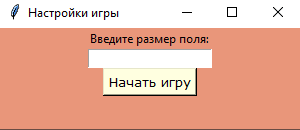 Настройки игры
Введите размер поля:
Начать игру